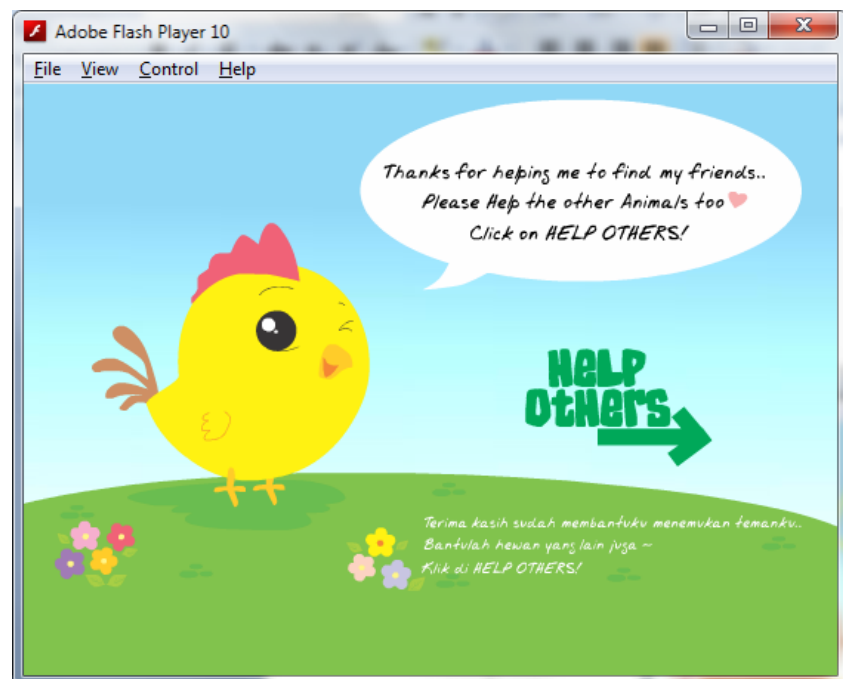 Adobe Flash Player 10
File View Control Help
Thanks for helping me to find my friends..
Please Help the other Animals too
Click on HELP OTHERS!
HELP
OTHERS
Terima kasih sudah membantuku menemukan temanku..
Bantulah hewan yang lain juga ~
Klik di HELP OTHERS!